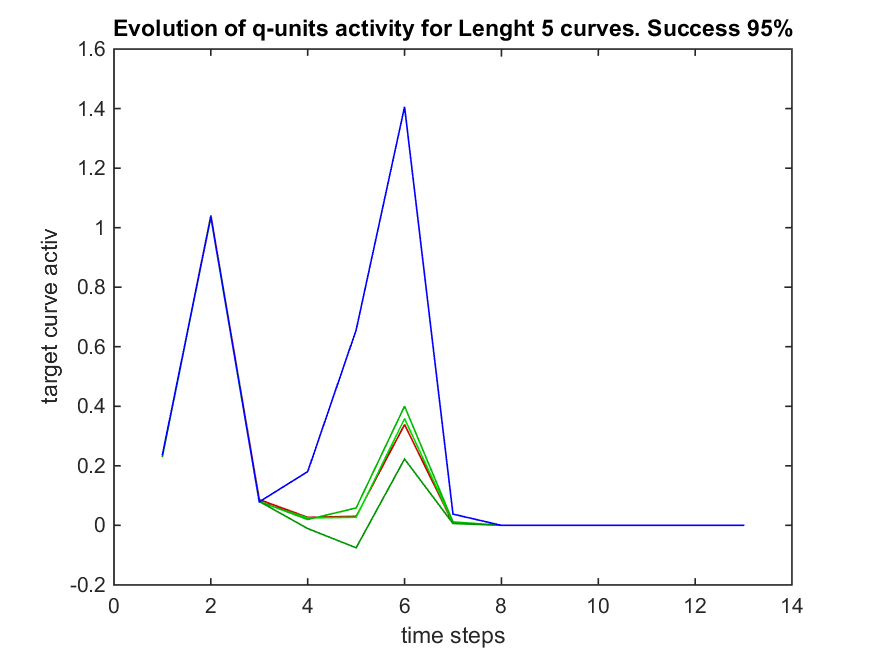 Evolution of q-units activity for Lenght 5 curves. Success 95%
1.6
1.4
1.2
1
0.8
0.6
0.4
0.2
0
-0.2
target curve activ
0 2 4 6 8 10 12 14
time steps